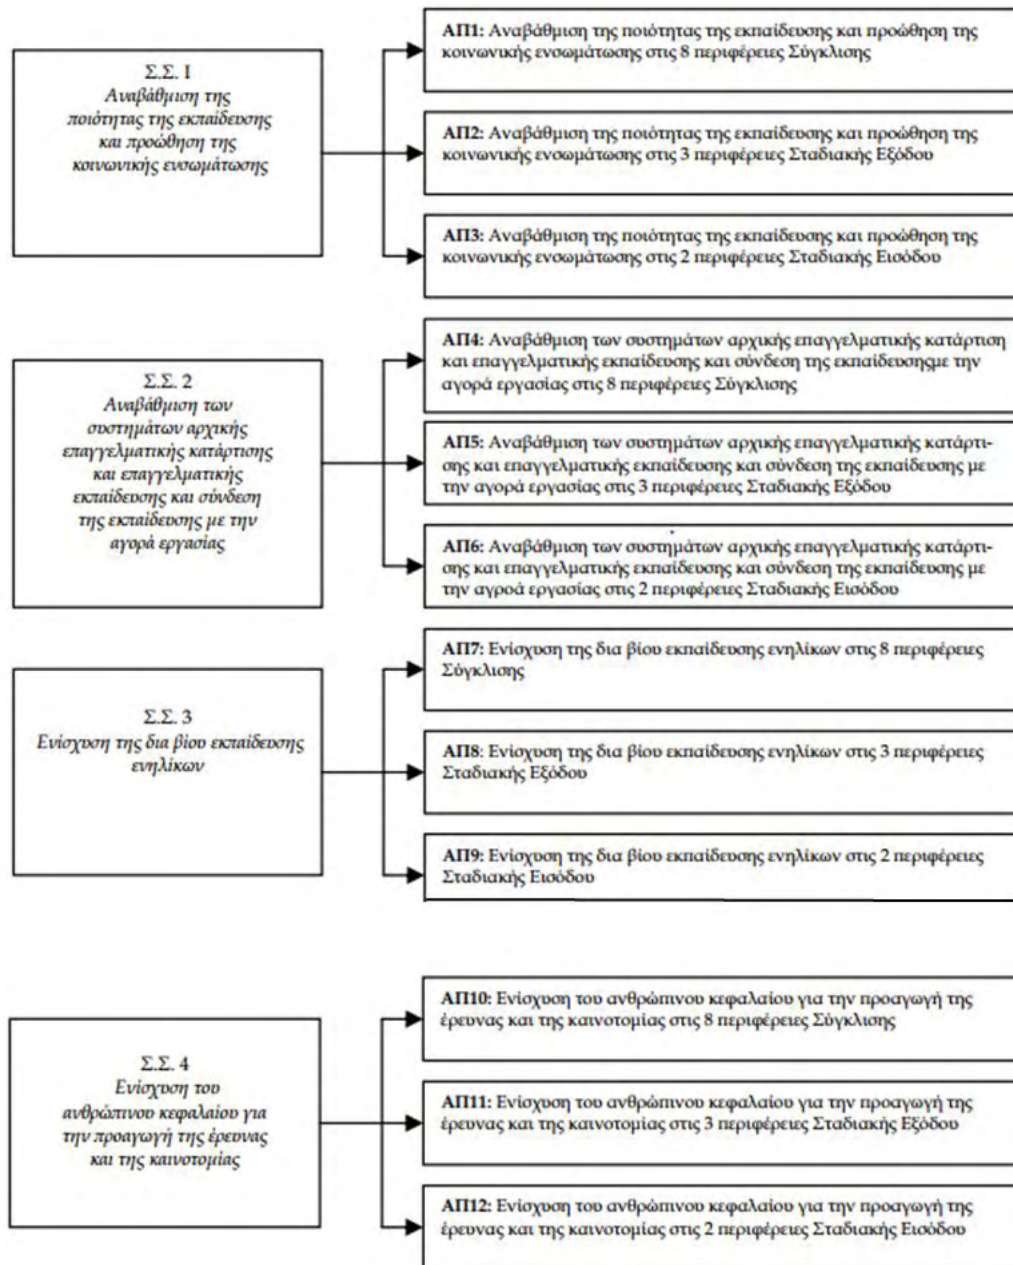 Σ.Σ. 1
Αναβάθμιση της
ποιότητας της εκπαίδευσης
και προώθηση της
κοινωνικής ενσωμάτωσης
ΑΠ1: Αναβάθμιση της ποιότητας της εκπαίδευσης και προώθηση της
κοινωνικής ενσωμάτωσης στις 8 περιφέρειες Σύγκλισης
ΑΠ2: Αναβάθμιση της ποιότητας της εκπαίδευσης και προώθηση της
κοινωνικής ενσωμάτωσης στις 3 περιφέρειες Σταδιακής Εξόδου
ΑΠ3: Αναβάθμιση της ποιότητας της εκπαίδευσης και προώθηση της
κοινωνικής ενσωμάτωσης στις 2 περιφέρειες Σταδιακής Εισόδου
Σ.Σ. 2
Αναβάθμιση των
συστημάτων αρχικής
επαγγελματικής κατάρτισης
και επαγγελματικής
εκπαίδευσης και σύνδεση
της εκπαίδευσης με την
αγορά εργασίας
ΑΠ4: Αναβάθμιση των συστημάτων αρχικής επαγγελματικής κατάρτιση
και επαγγελματικής εκπαίδευσης και σύνδεση της εκπαίδευσηςμε την
αγορά εργασίας στις 8 περιφέρειες Σύγκλισης
ΑΠ5: Αναβάθμιση των συστημάτων αρχικής επαγγελματικής κατάρτι-
σης και επαγγελματικής εκπαίδευσης και σύνδεση της εκπαίδευσης με
την αγορά εργασίας στις 3 περιφέρειες Σταδιακής Εξόδου
ΑΠ6: Αναβάθμιση των συστημάτων αρχικής επαγγελματικής κατάρτι-
σης και επαγγελματικής εκπαίδευσης και σύνδεση της εκπαίδευσης με
την αγροά εργασίας στις 2 περιφέρειες Σταδιακής Εισόδου
Σ.Σ. 3
Ενίσχυση της δια βίου εκπαίδευσης
ενηλίκων
ΑΠ7: Ενίσχυση της δια βίου εκπαίδευσης ενηλίκων στις 8 περιφέρειες
Σύγκλισης
ΑΠ8: Ενίσχυση της δια βίου εκπαίδευσης ενηλίκων στις 3 περιφέρειες
Σταδιακής Εξόδου
ΑΠ9: Ενίσχυση της δια βίου εκπαίδευσης ενηλίκων στις 2 περιφέρειες
Σταδιακής Εισόδου
Σ.Σ. 4
Ενίσχυση του
ανθρώπινου κεφαλαίου για
την προαγωγή της έρευνας
και της καινοτομίας
ΑΠ10: Ενίσχυση του ανθρώπινου κεφαλαίου για την προαγωγή της
έρευνας και της καινοτομίας στις 8 περιφέρειες Σύγκλισης
ΑΠ11: Ενίσχυση του ανθρώπινου κεφαλαίου για την προαγωγή της
έρευνας και της καινοτομίας στις 3 περιφέρειες Σταδιακής Εξόδου
ΑΠ12: Ενίσχυση του ανθρώπινου κεφαλαίου για την προαγωγή της
έρευνας και της καινοτομίας στις 2 περιφέρειες Σταδιακής Εισόδου